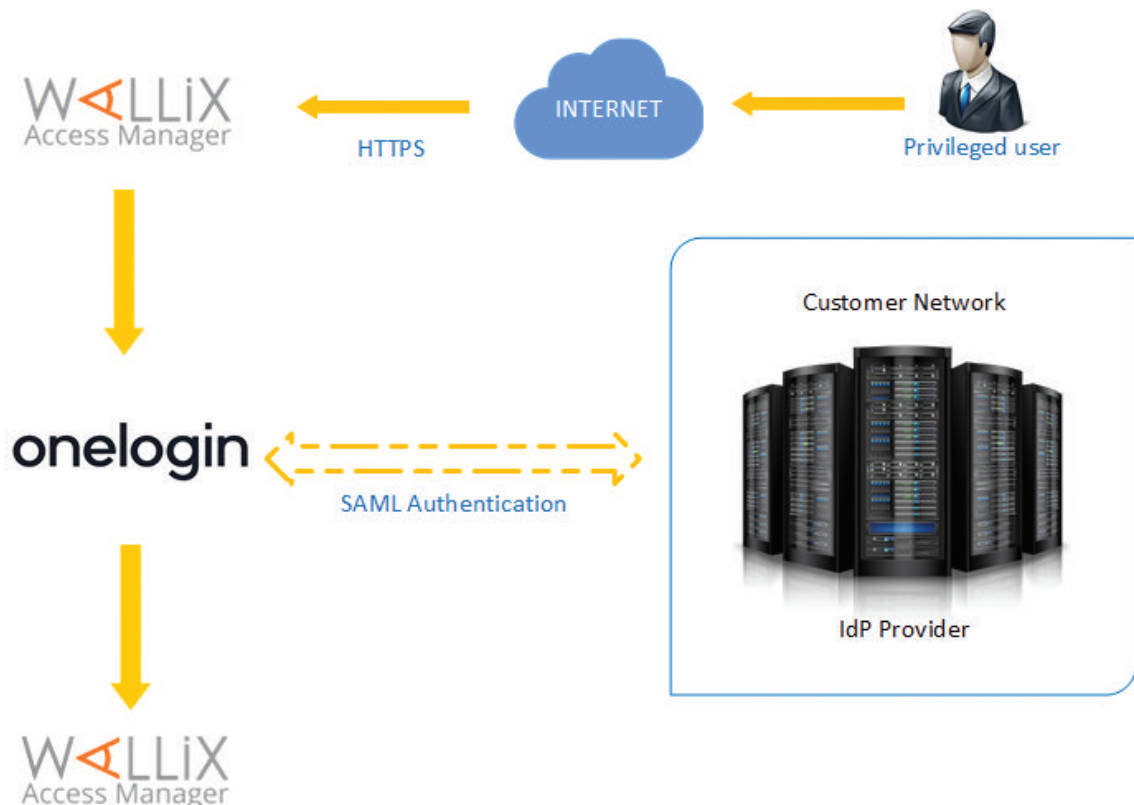 WALLiX
Access Manager
INTERNET
HTTPS
Privileged user
Customer Network
onelogin
SAML Authentication
IdP Provider
WALLiX
Access Manager